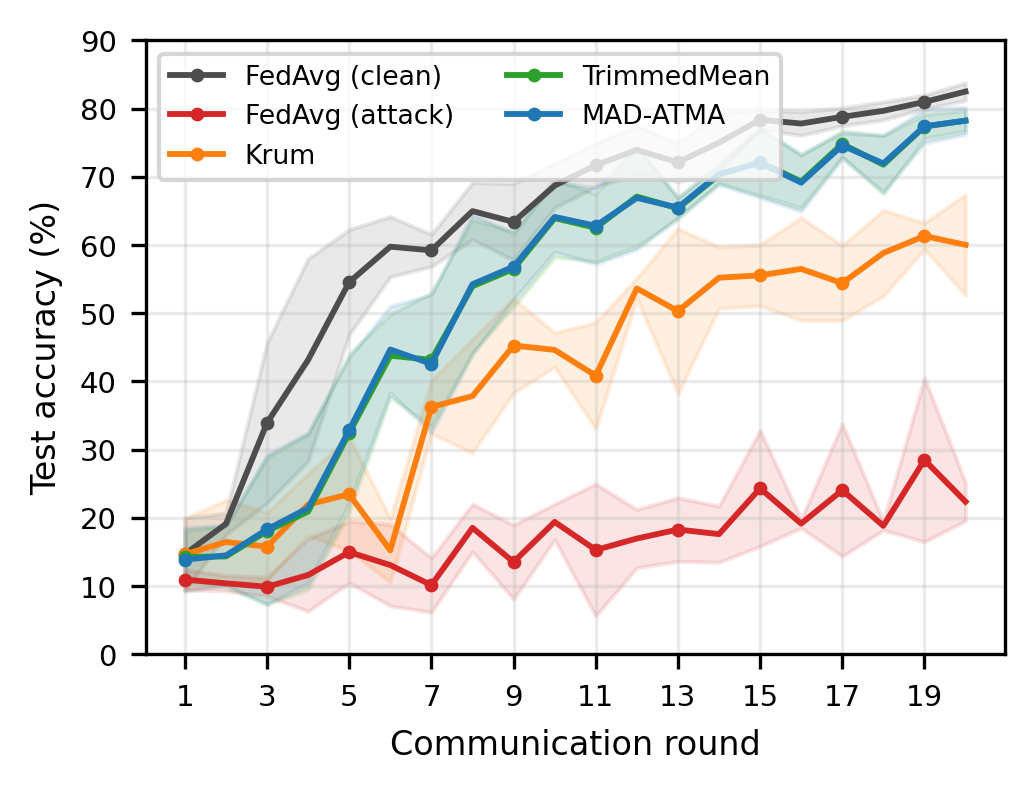 90
80
70
60
50
40
30
20
10
0
Test accuracy (%)
FedAvg (clean)
FedAvg (attack)
Krum
TrimmedMean
MAD-ATMA
1 3 5 7 9 11 13 15 17 19
Communication round